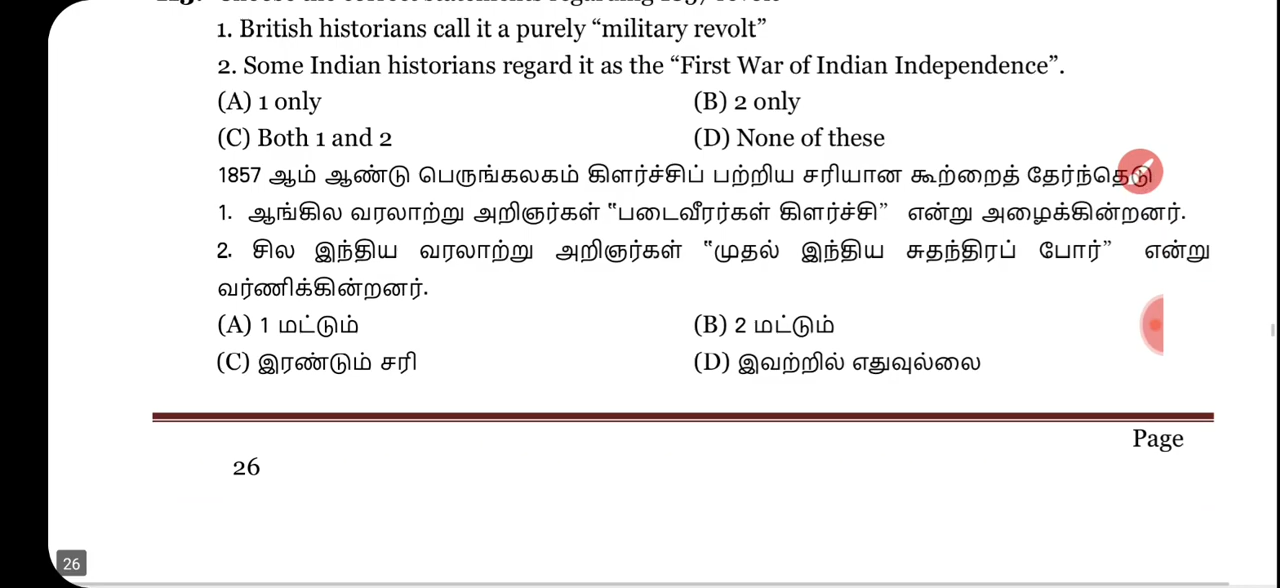 1. British historians call it a purely “military revolt”
2. Some Indian historians regard it as the “First War of Indian Independence”.
(A) 1 only (B) 2 only
(C) Both 1 and 2 (D) None of these
1857 ஆம் ஆண்டு பெருங்கலகம் கிளர்ச்சிப் பற்றிய சரியான கூற்றைத் தேர்ந்தெடு
1. ஆங்கில வரலாற்று அறிஞர்கள் “படைவீரர்கள் கிளர்ச்சி” என்று அழைக்கின்றனர்.
2. சில இந்திய வரலாற்று அறிஞர்கள் “முதல் இந்திய சுதந்திரப் போர்” என்று
வர்ணிக்கின்றனர்.
(A) 1 மட்டும் (B) 2 மட்டும்
(C) இரண்டும் சரி (D) இவற்றில் எதுவுல்லை
Page
26
26